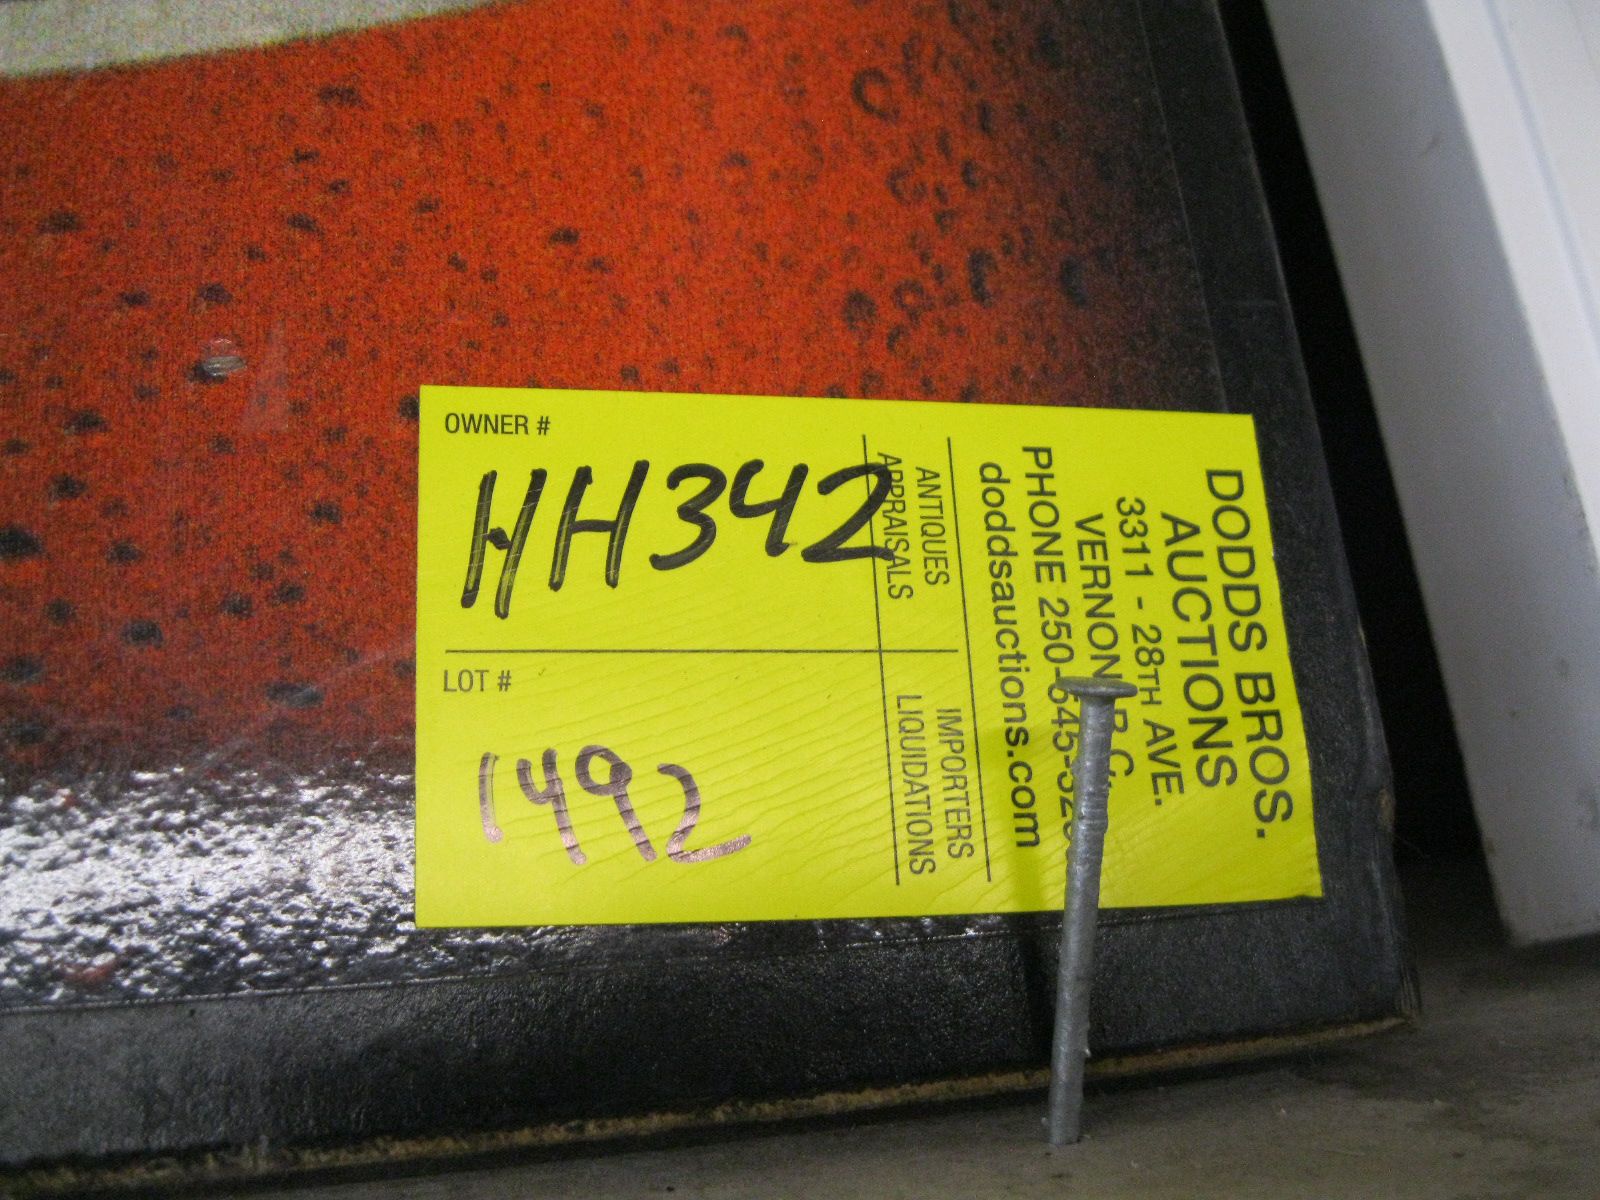 OWNER #
HH342
LOT #
1492
ANTIQUES
APPRAISALS
IMPORTERS
LIQUIDATIONS
DODDS BROS.
AUCTIONS
3311 - 28TH AVE.
VERNON, B.C.
PHONE 250-545-
doddsauctions.com